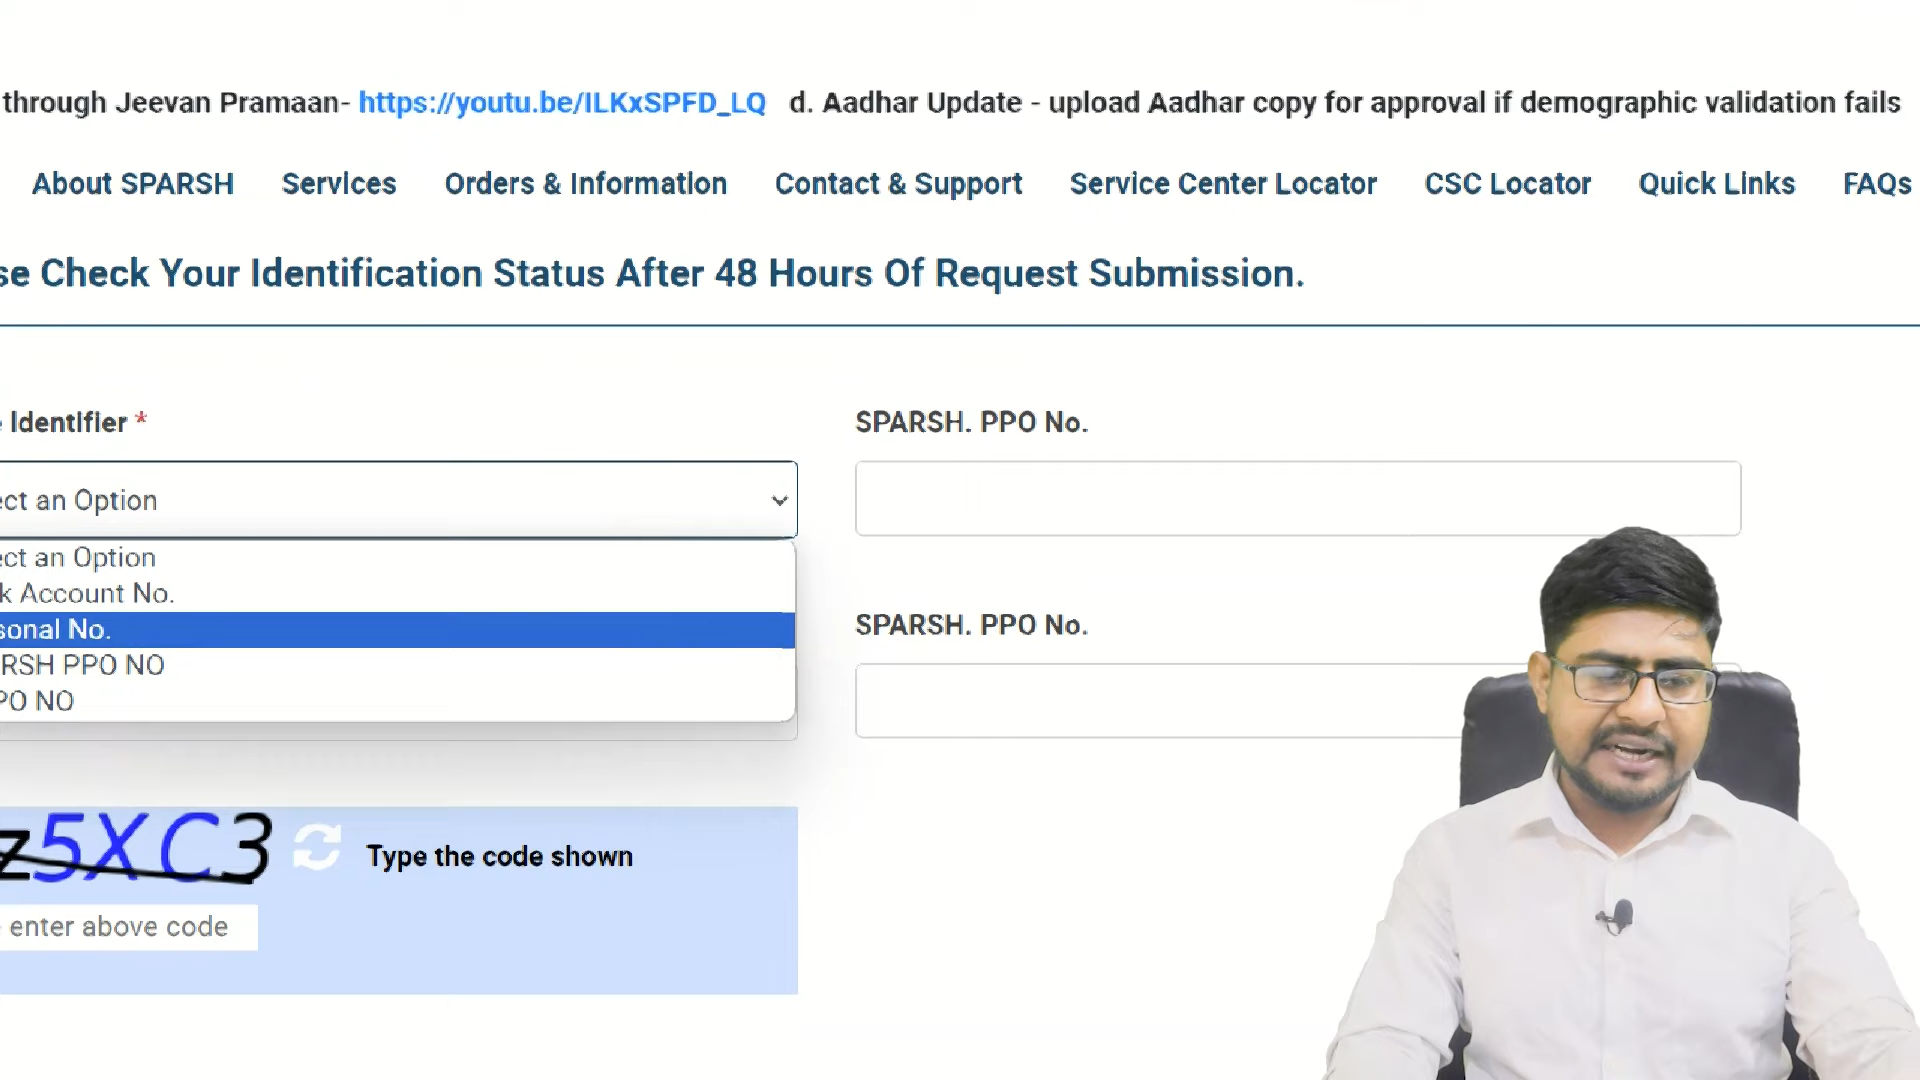 through Jeevan Pramaan- https://youtu.be/ILKxSPFD_LQ d. Aadhar Update - upload Aadhar copy for approval if demographic validation fails
About SPARSH Services Orders & Information Contact & Support Service Center Locator CSC Locator Quick Links FAQs
se Check Your Identification Status After 48 Hours Of Request Submission.
Identifier *
SPARSH. PPO No.
ect an Option
ect an Option
k Account No.
sonal No.
RSH PPO NO
PO NO
SPARSH. PPO No.
z5XC3
Type the code shown
enter above code